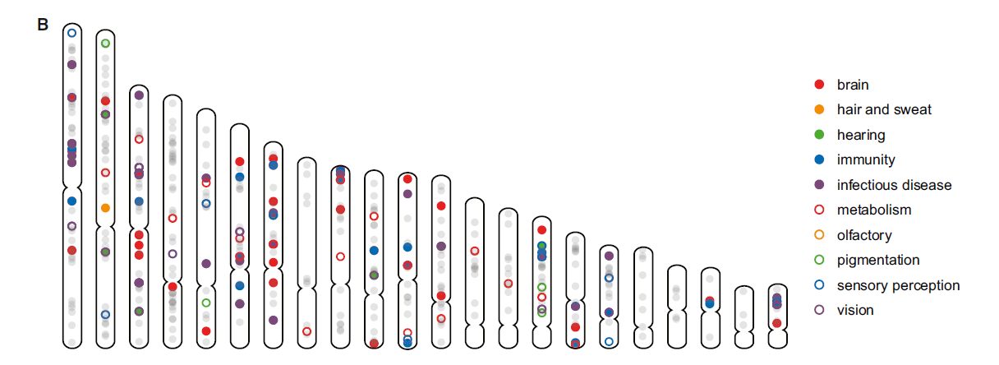 B
brain
hair and sweat
hearing
immunity
infectious disease
metabolism
olfactory
pigmentation
sensory perception
vision